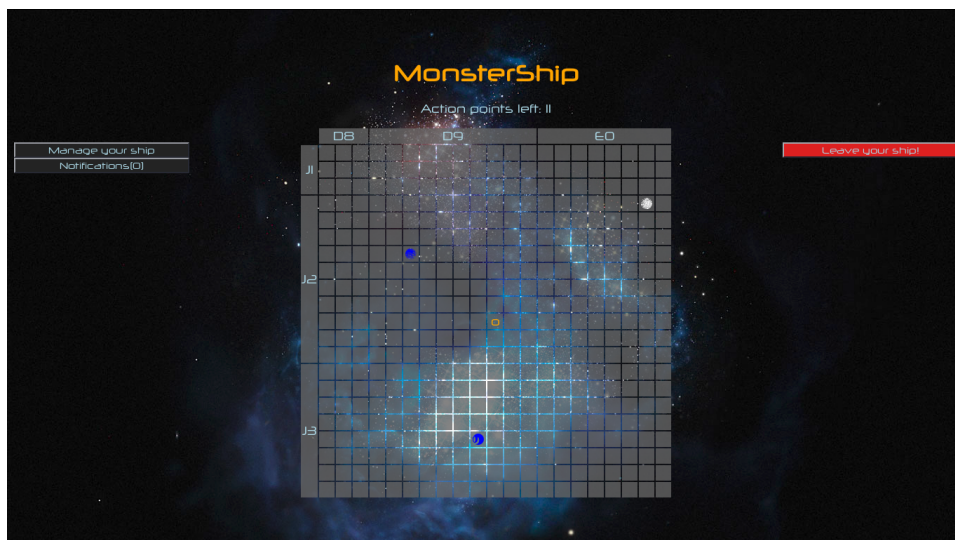 MonsterShip
Action points left: 11
D8 D9 E0
Manage your ship
Notifications(0)
Leave your ship!
J1
J2
J3